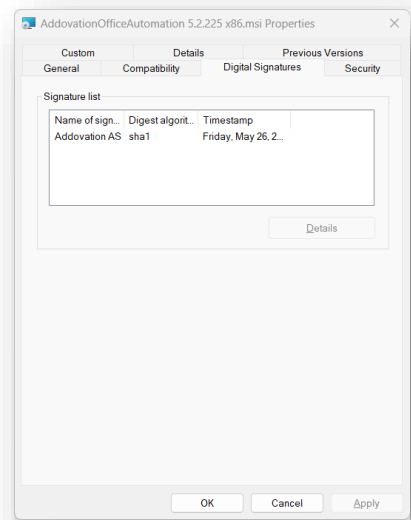 AddovationOfficeAutomation 5.2.225 x86.msi Properties
Custom Details Previous Versions
General Compatibility Digital Signatures Security
Signature list
Name of sign... Digest algorit... Timestamp
Addovation AS sha1 Friday, May 26, 2...
Details
OK Cancel Apply